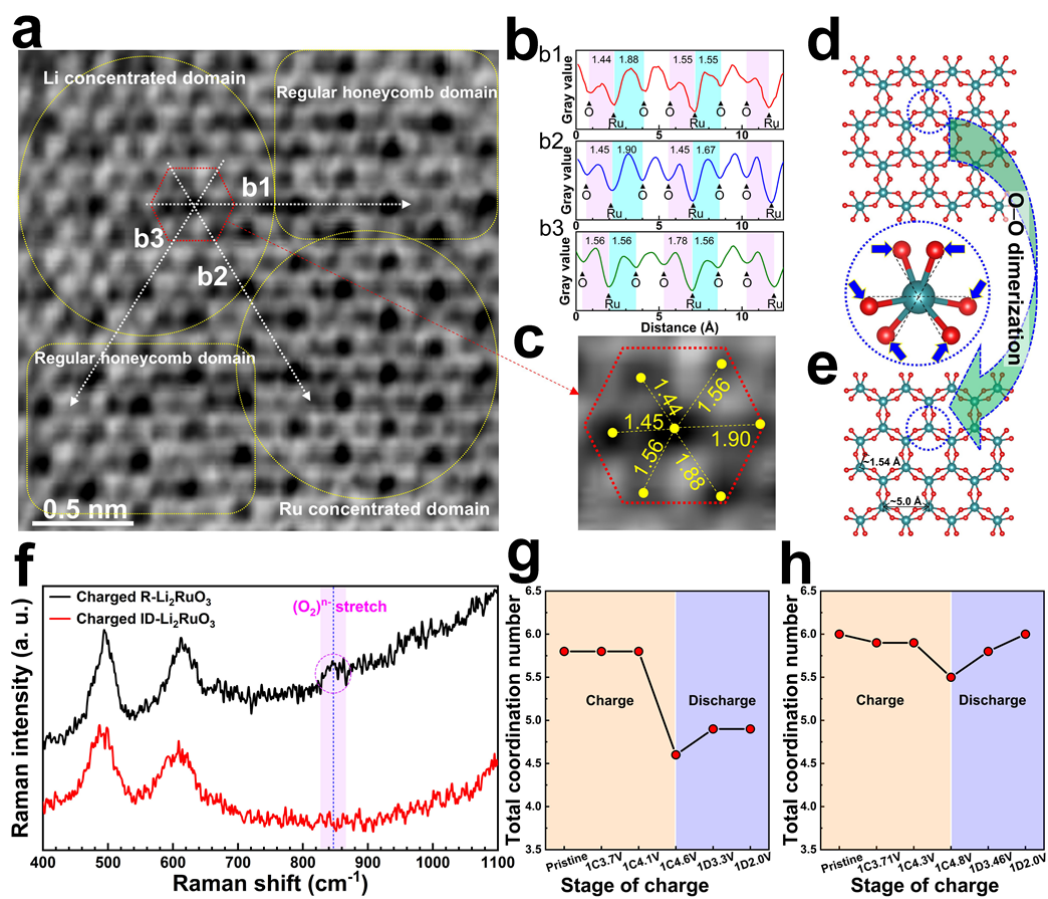 a
Li concentrated domain
Regular honeycomb domain
b1
b3
b2
Regular honeycomb domain
0.5 nm
Ru concentrated domain
b
b1
Gray value
1.44 1.88 1.55 1.55
O Ru O O Ru O O Ru
0 5 10
b2
Gray value
1.45 1.90 1.45 1.67
O Ru O O Ru O O Ru
0 5 10
b3
Gray value
1.56 1.56 1.78 1.56
O Ru O O Ru O O Ru
0 5 10
Distance (Å)
c
1.44
1.56
1.45
1.90
1.56
1.88
d
O–O dimerization
e
~1.54 Å
~5.0 Å
f
Raman intensity (a. u.)
Charged R-Li₂RuO₃
Charged ID-Li₂RuO₃
(O₂)ⁿ⁻ stretch
400 500 600 700 800 900 1000 1100
Raman shift (cm⁻¹)
g
Total coordination number
6.5
6.0
5.5
5.0
4.5
4.0
3.5
Charge
Discharge
Pristine 1C3.7V 1C4.1V 1C4.6V 1D3.3V 1D2.0V
Stage of charge
h
Total coordination number
6.5
6.0
5.5
5.0
4.5
4.0
3.5
Charge
Discharge
Pristine 1C3.71V 1C4.3V 1C4.8V 1D3.46V 1D2.0V
Stage of charge